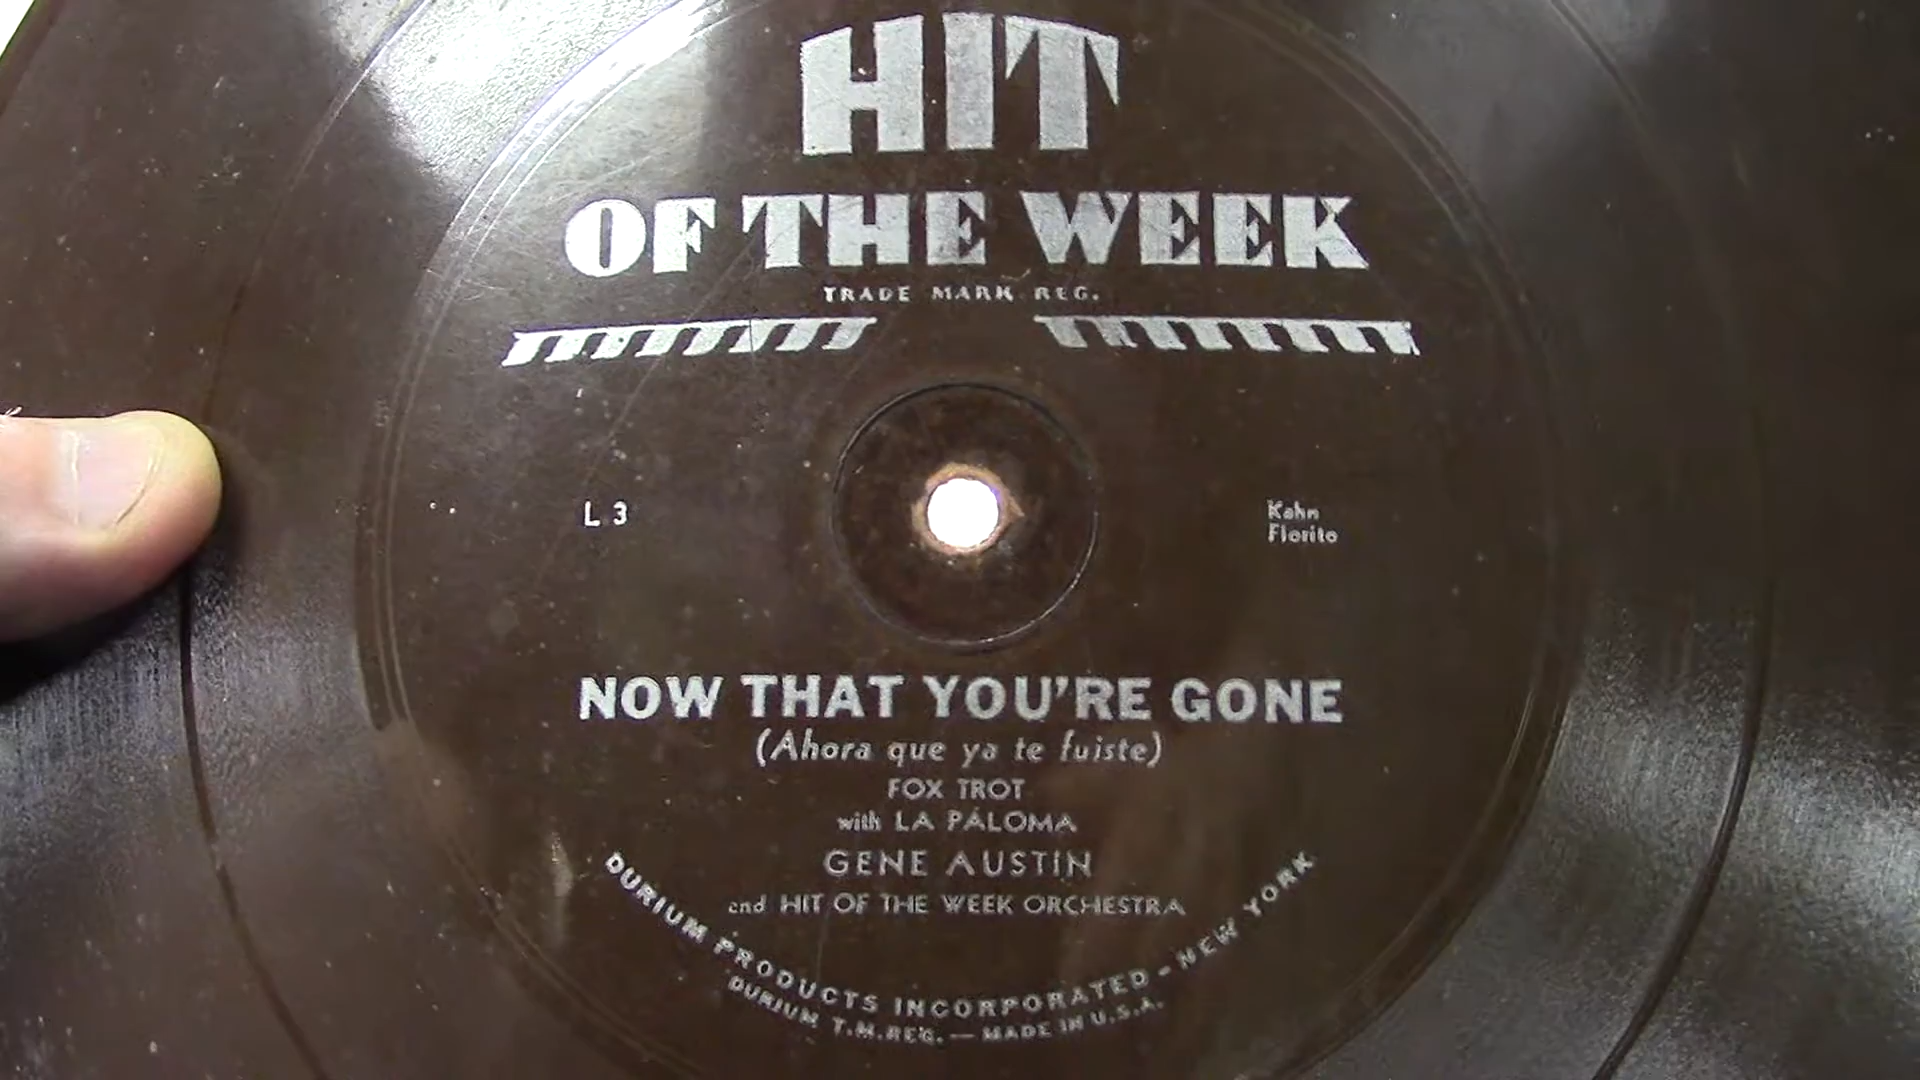 HIT
OF THE WEEK
TRADE MARK REG.
L 3
Kahn
Fiorito
NOW THAT YOU'RE GONE
(Ahora que ya te fuiste)
FOX TROT
with LA PALOMA
GENE AUSTIN
and HIT OF THE WEEK ORCHESTRA
DURIUM PRODUCTS INCORPORATED - NEW YORK
DURIUM T.M.REG. — MADE IN U.S.A.